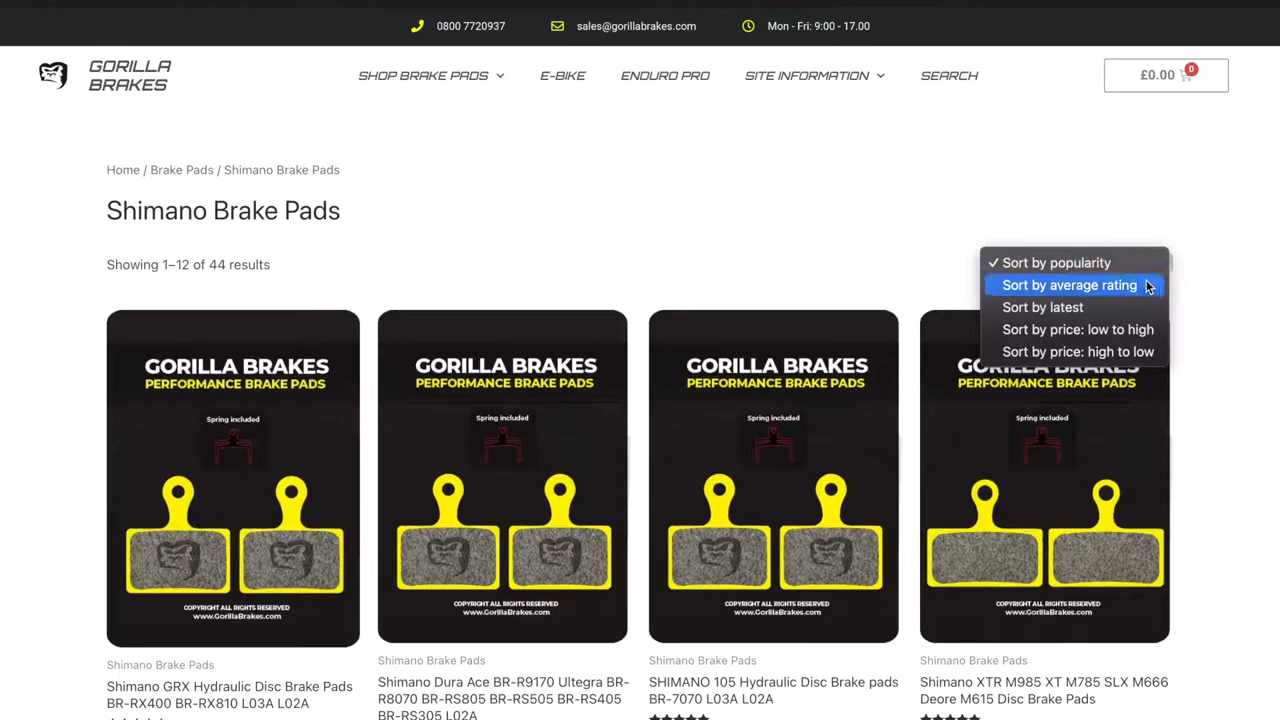 0800 7720937
sales@gorillabrakes.com
Mon - Fri: 9:00 - 17.00
GORILLA
BRAKES
SHOP BRAKE PADS
E-BIKE
ENDURO PRO
SITE INFORMATION
SEARCH
£0.00
0
Home / Brake Pads / Shimano Brake Pads
Shimano Brake Pads
Showing 1–12 of 44 results
✓ Sort by popularity
Sort by average rating
Sort by latest
Sort by price: low to high
Sort by price: high to low
GORILLA BRAKES
PERFORMANCE BRAKE PADS
Spring included
COPYRIGHT ALL RIGHTS RESERVED
www.GorillaBrakes.com
Shimano Brake Pads
Shimano GRX Hydraulic Disc Brake Pads
BR-RX400 BR-RX810 L03A L02A
GORILLA BRAKES
PERFORMANCE BRAKE PADS
Spring included
COPYRIGHT ALL RIGHTS RESERVED
www.GorillaBrakes.com
Shimano Brake Pads
Shimano Dura Ace BR-R9170 Ultegra BR-
R8070 BR-RS805 BR-RS505 BR-RS405
BR-RS305 L02A
GORILLA BRAKES
PERFORMANCE BRAKE PADS
Spring included
COPYRIGHT ALL RIGHTS RESERVED
www.GorillaBrakes.com
Shimano Brake Pads
SHIMANO 105 Hydraulic Disc Brake pads
BR-7070 L03A L02A
GORILLA BRAKES
PERFORMANCE BRAKE PADS
Spring included
COPYRIGHT ALL RIGHTS RESERVED
www.GorillaBrakes.com
Shimano Brake Pads
Shimano XTR M985 XT M785 SLX M666
Deore M615 Disc Brake Pads